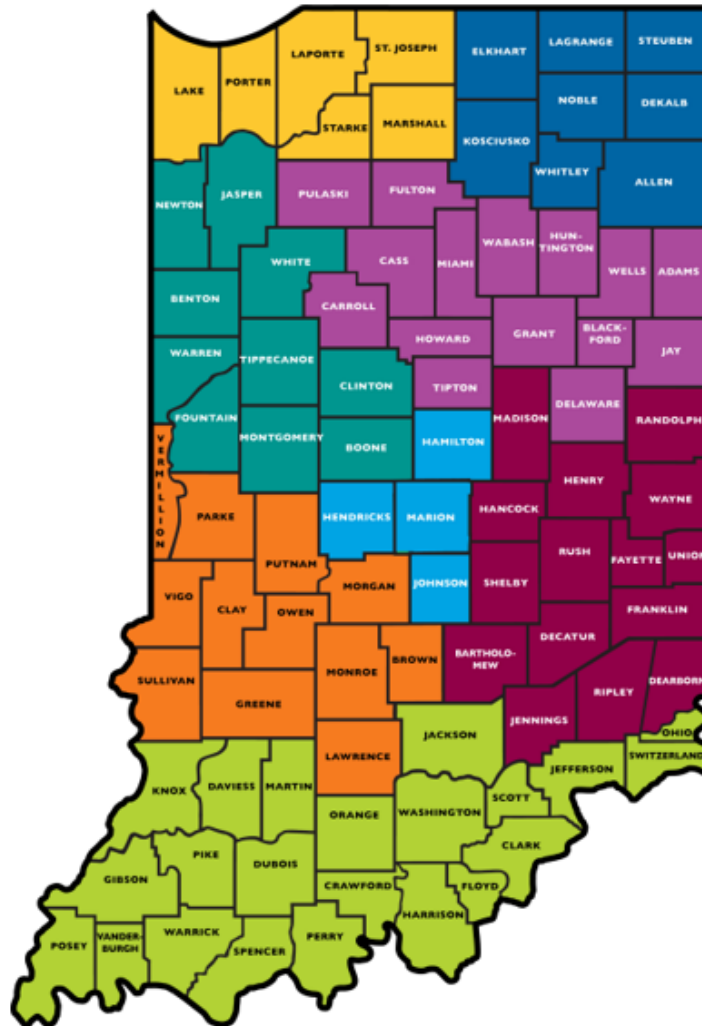 LAGRANGE
STEUBEN
ST. JOSEPH
LAPORTE
ELKHART
PORTER
LAKE
NOBLE
DEKALB
STARKE
MARSHALL
KOSCIUSKO
WHITLEY
ALLEN
JASPER
PULASKI
FULTON
NEWTON
WABASH
HUN-
TINGTON
WHITE
CASS
MIAMI
WELLS
ADAMS
BENTON
CARROLL
HOWARD
GRANT
BLACK-
FORD
JAY
WARREN
TIPPECANOE
CLINTON
TIPTON
MADISON
DELAWARE
RANDOLPH
FOUNTAIN
MONTGOMERY
BOONE
HAMILTON
VERMILLION
HENRY
WAYNE
PARKE
HENDRICKS
MARION
HANCOCK
PUTNAM
RUSH
FAYETTE
UNION
MORGAN
JOHNSON
SHELBY
VIGO
CLAY
OWEN
FRANKLIN
DECATUR
BARTHOLO-
MEW
BROWN
MONROE
SULLIVAN
GREENE
RIPLEY
DEARBORN
JENNINGS
JACKSON
OHIO
LAWRENCE
SWITZERLAND
JEFFERSON
KNOX
DAVIESS
MARTIN
SCOTT
ORANGE
WASHINGTON
CLARK
PIKE
DUBOIS
GIBSON
CRAWFORD
FLOYD
HARRISON
POSEY
VANDER-
BURGH
WARRICK
SPENCER
PERRY